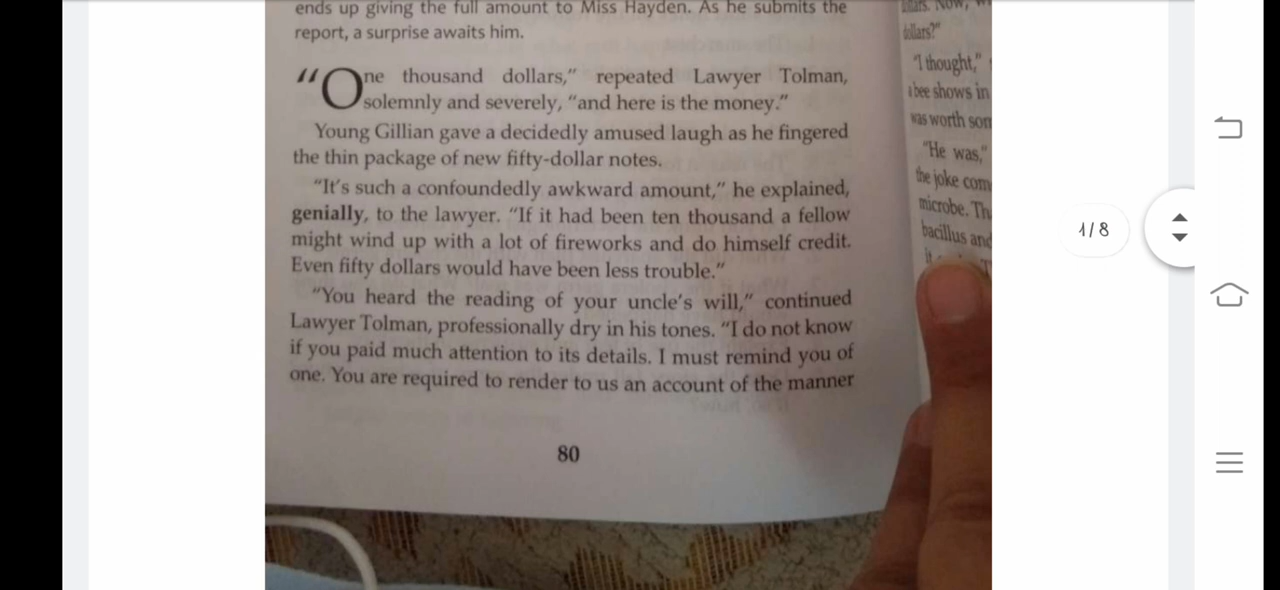 ends up giving the full amount to Miss Hayden. As he submits the
report, a surprise awaits him.
"One thousand dollars," repeated Lawyer Tolman,
solemnly and severely, "and here is the money."
Young Gillian gave a decidedly amused laugh as he fingered
the thin package of new fifty-dollar notes.
"It's such a confoundedly awkward amount," he explained,
genially, to the lawyer. "If it had been ten thousand a fellow
might wind up with a lot of fireworks and do himself credit.
Even fifty dollars would have been less trouble."
"You heard the reading of your uncle's will," continued
Lawyer Tolman, professionally dry in his tones. "I do not know
if you paid much attention to its details. I must remind you of
one. You are required to render to us an account of the manner
80
dollars?"
"I thought,"
a bee shows in
was worth
"He was,"
the joke
microbe.
bacillus and
it
1/8